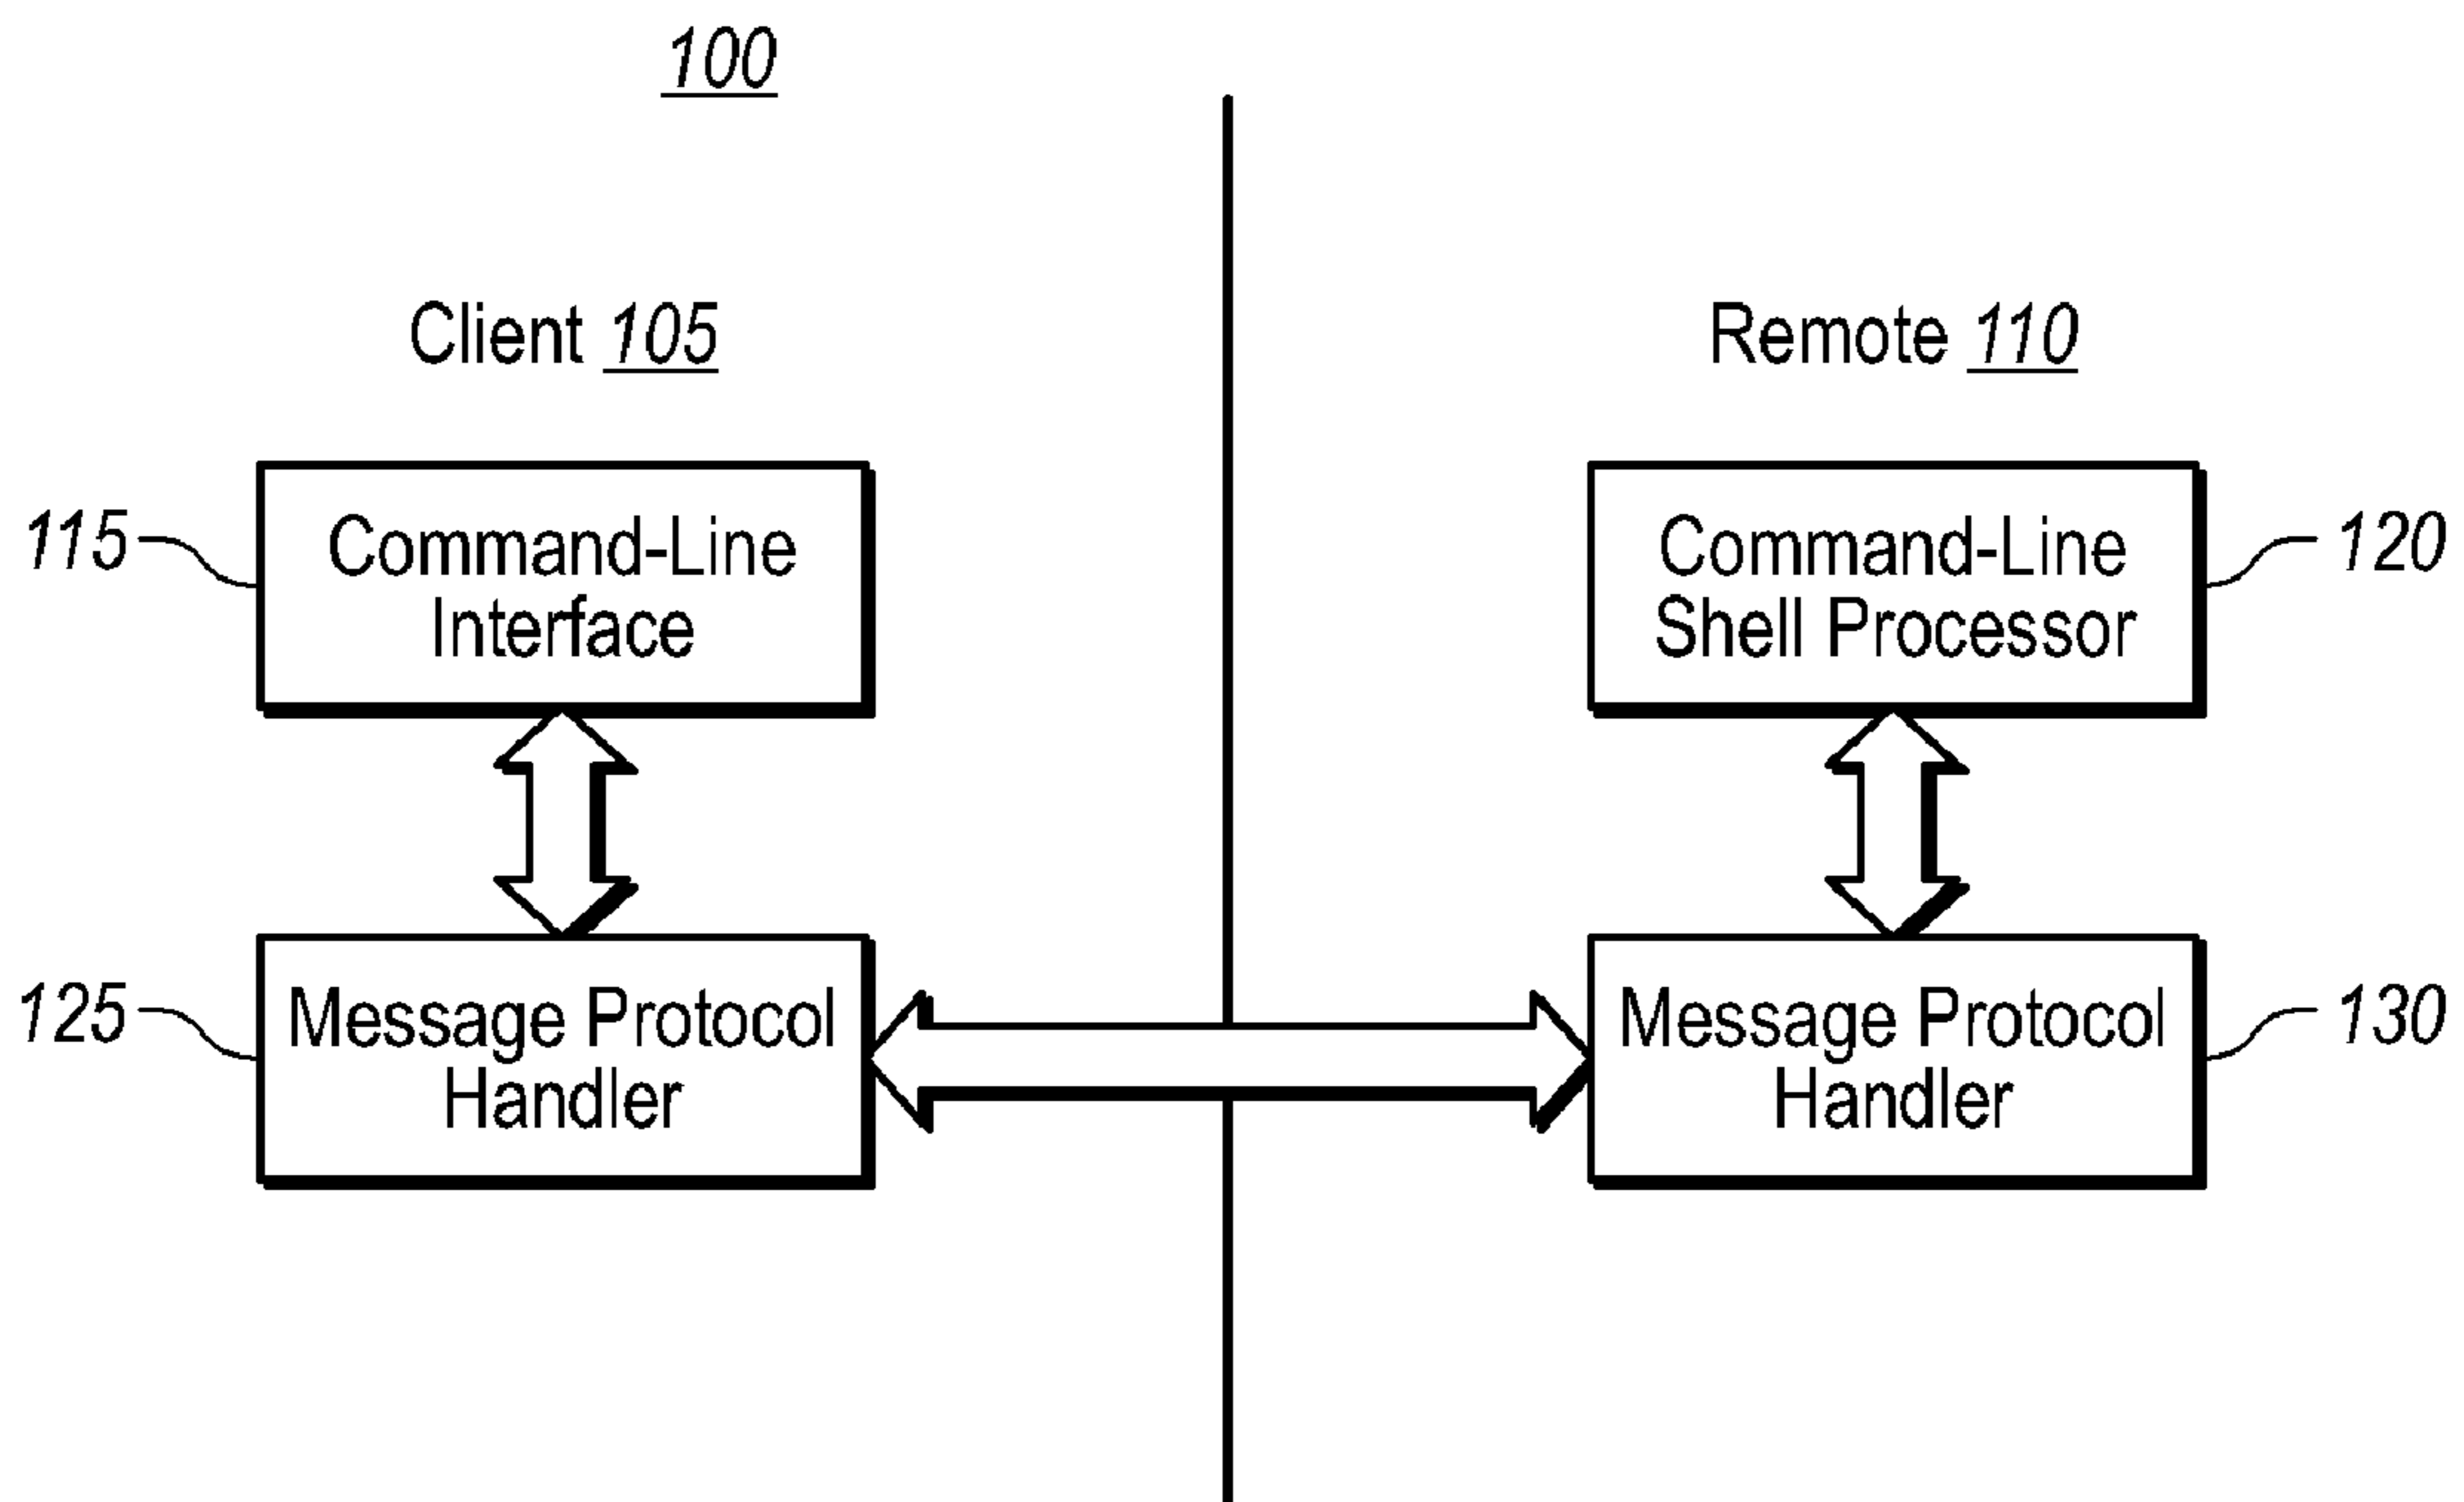 100
Client 105
Remote 110
115
Command-Line
Interface
Command-Line
Shell Processor
120
125
Message Protocol
Handler
Message Protocol
Handler
130